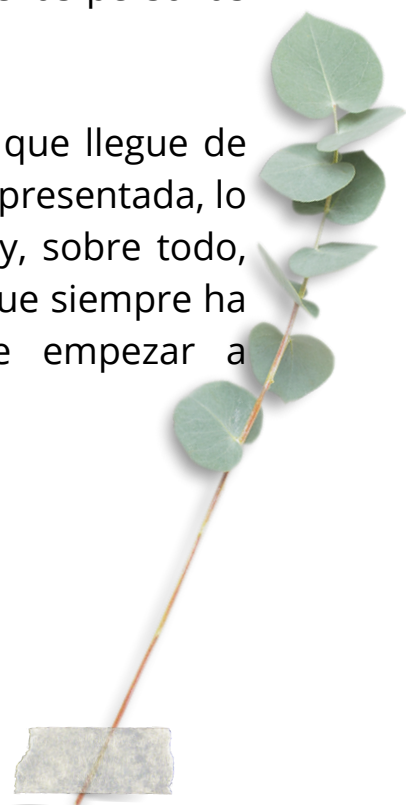 que llegue de
presentada, lo
y, sobre todo,
ue siempre ha
e empezar a